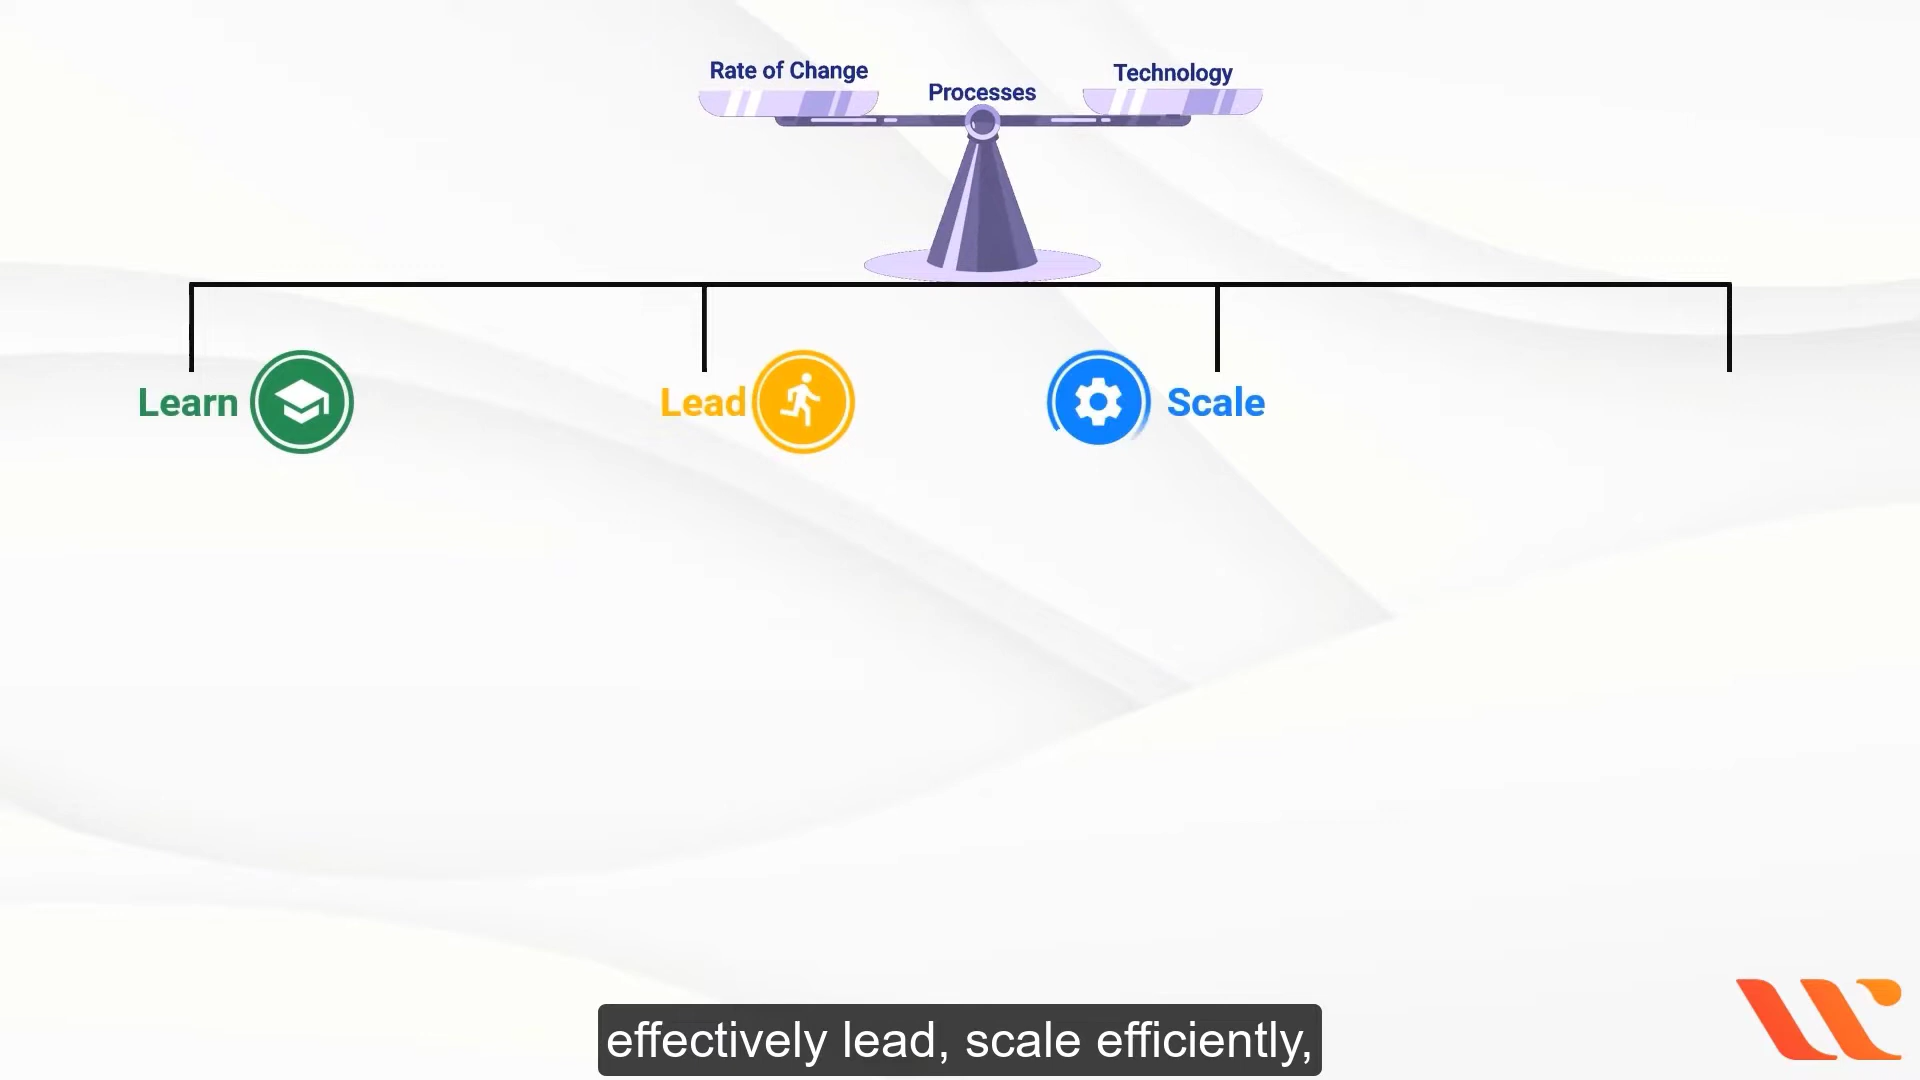 Rate of Change
Processes
Technology
Learn
Lead
Scale
effectively lead, scale efficiently,